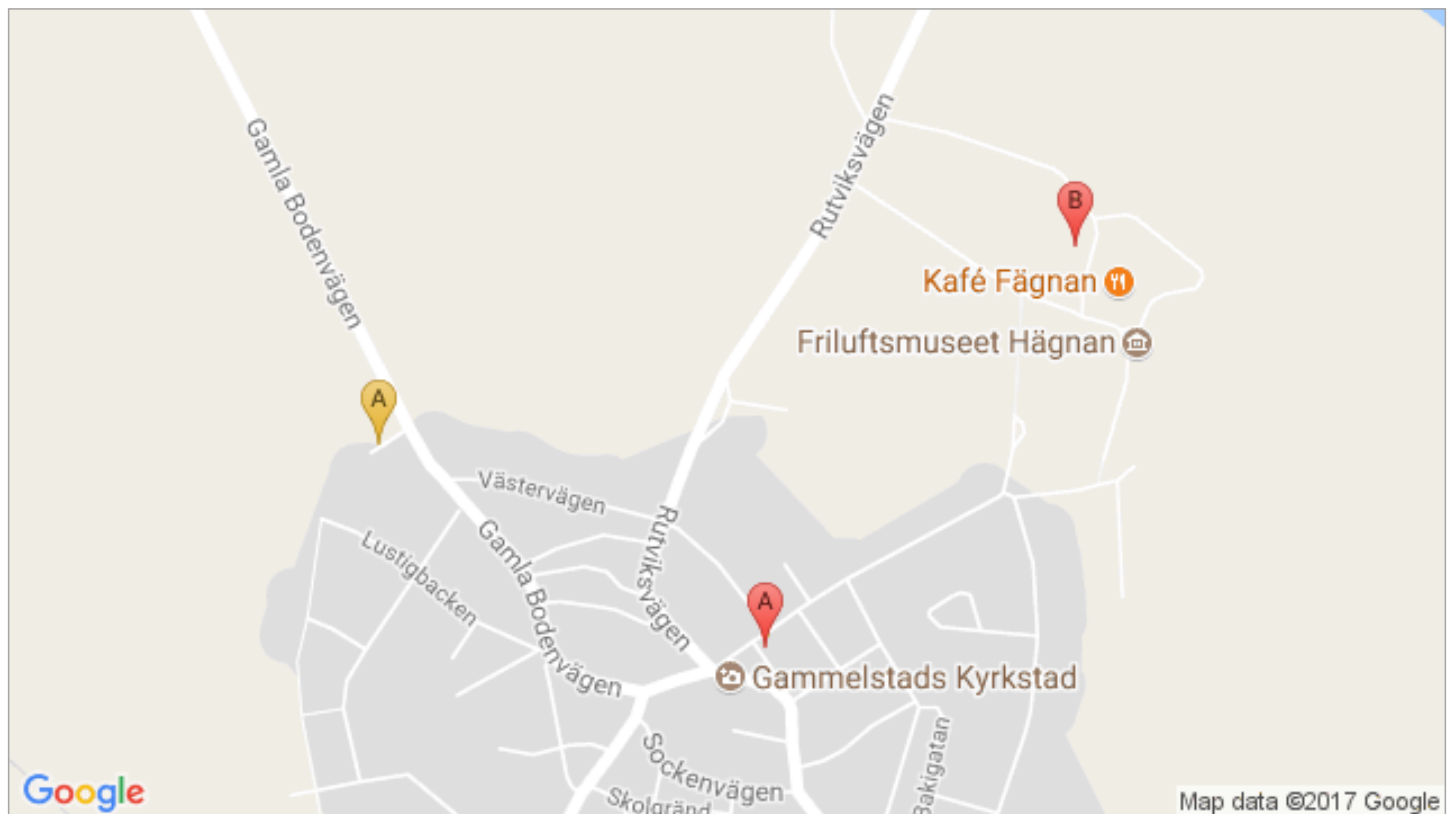 Gamla Bodenvägen
Rutviksvägen
B
Kafé Fägnan
Friluftsmuseet Hägnan
A
Västervägen
Gamla Bodenvägen
Lustigbacken
Rutviksvägen
A
Gammelstads Kyrkstad
Sockenvägen
Bakigatan
Skolgränd
Google
Map data ©2017 Google